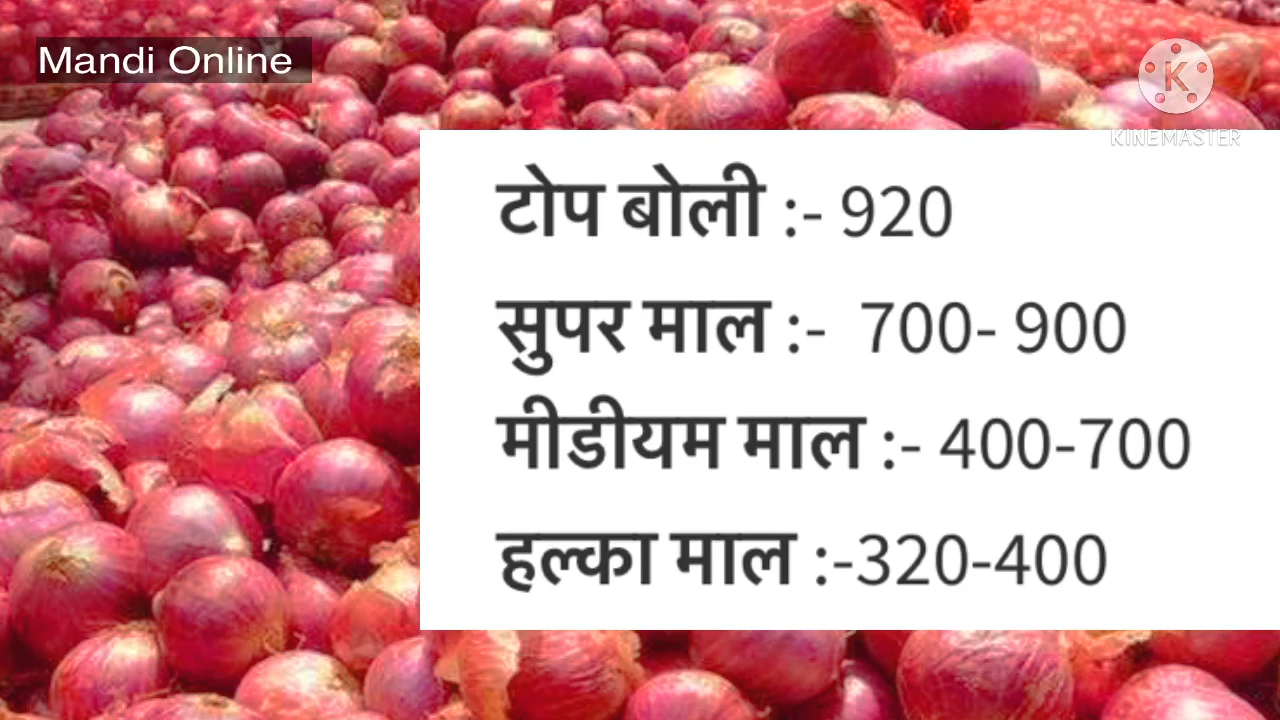 Mandi Online
KINEMASTER
टोप बोली :- 920
सुपर माल :- 700- 900
मीडीयम माल :- 400-700
हल्का माल :-320-400